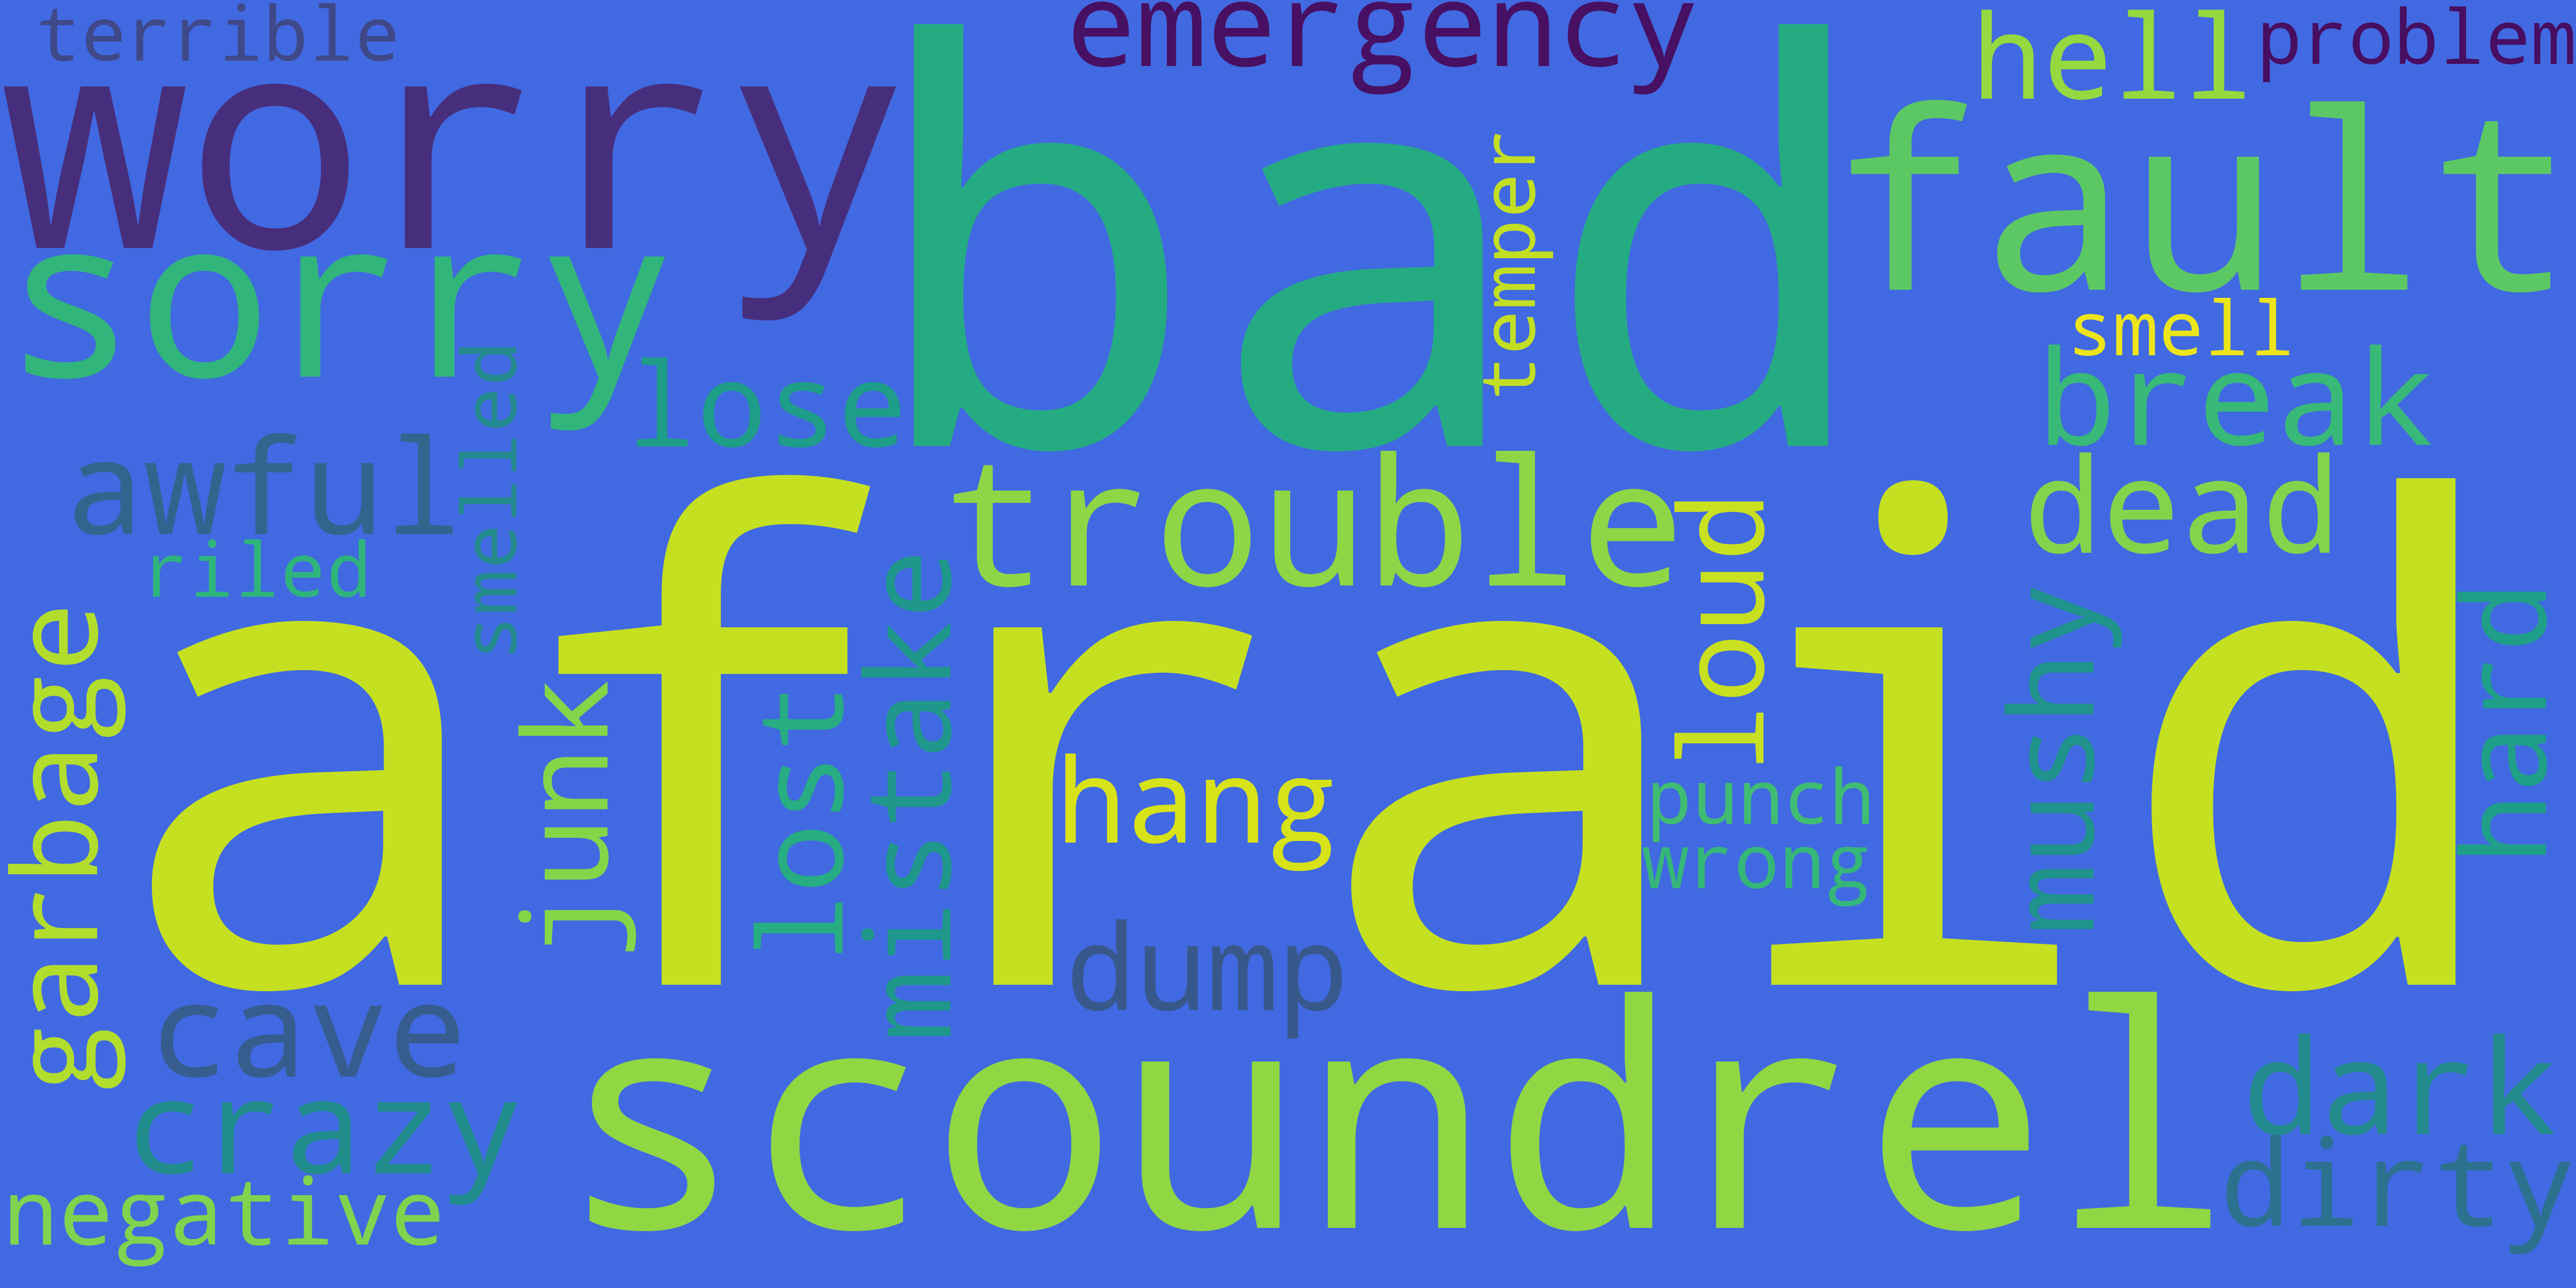 terrible
emergency
hell
problem
worry
bad
fault
temper
sorry
smell
smelled
lose
break
awful
trouble
loud
dead
riled
afraid
garbage
junk
lost
mistake
hang
punch
wrong
mushy
hard
dump
cave
scoundrel
dark
crazy
dirty
negative